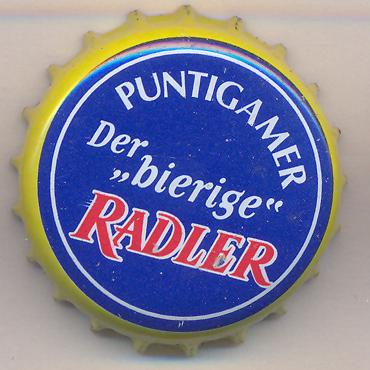 PUNTIGAMER
Der
„bierige“
RADLER